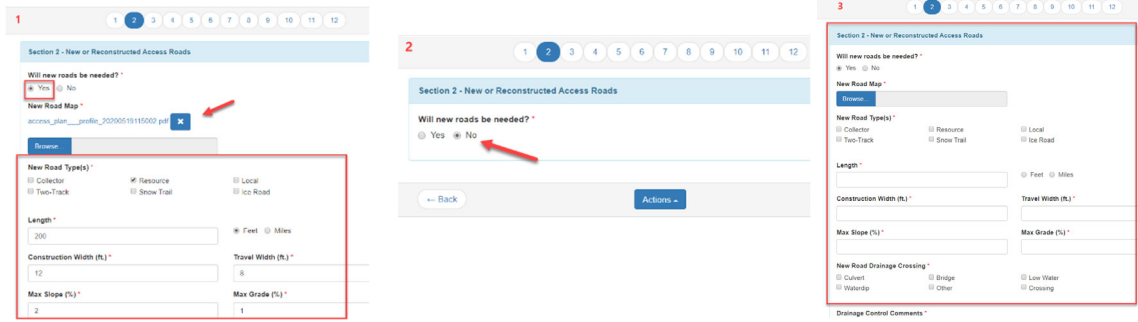 1
1 2 3 4 5 6 7 8 9 10 11 12
Section 2 - New or Reconstructed Access Roads
Will new roads be needed? *
Yes No
New Road Map *
access_plan___profile_20200519115002.pdf x
Browse
New Road Type(s) *
Collector Resource Local
Two-Track Snow Trail Ice Road
Length *
200 Feet Miles
Construction Width (ft.) * Travel Width (ft.) *
12 8
Max Slope (%) * Max Grade (%) *
2 1
2
1 2 3 4 5 6 7 8 9 10 11 12
Section 2 - New or Reconstructed Access Roads
Will new roads be needed? *
Yes No
← Back Actions
3
1 2 3 4 5 6 7 8 9 10 11 12
Section 2 - New or Reconstructed Access Roads
Will new roads be needed? *
Yes No
New Road Map *
Browse...
New Road Type(s) *
Collector Resource Local
Two-Track Snow Trail Ice Road
Length *
Feet Miles
Construction Width (ft.) * Travel Width (ft.) *
Max Slope (%) * Max Grade (%) *
New Road Drainage Crossing *
Culvert Bridge Low Water
Waterdip Other Crossing
Drainage Control Comments *